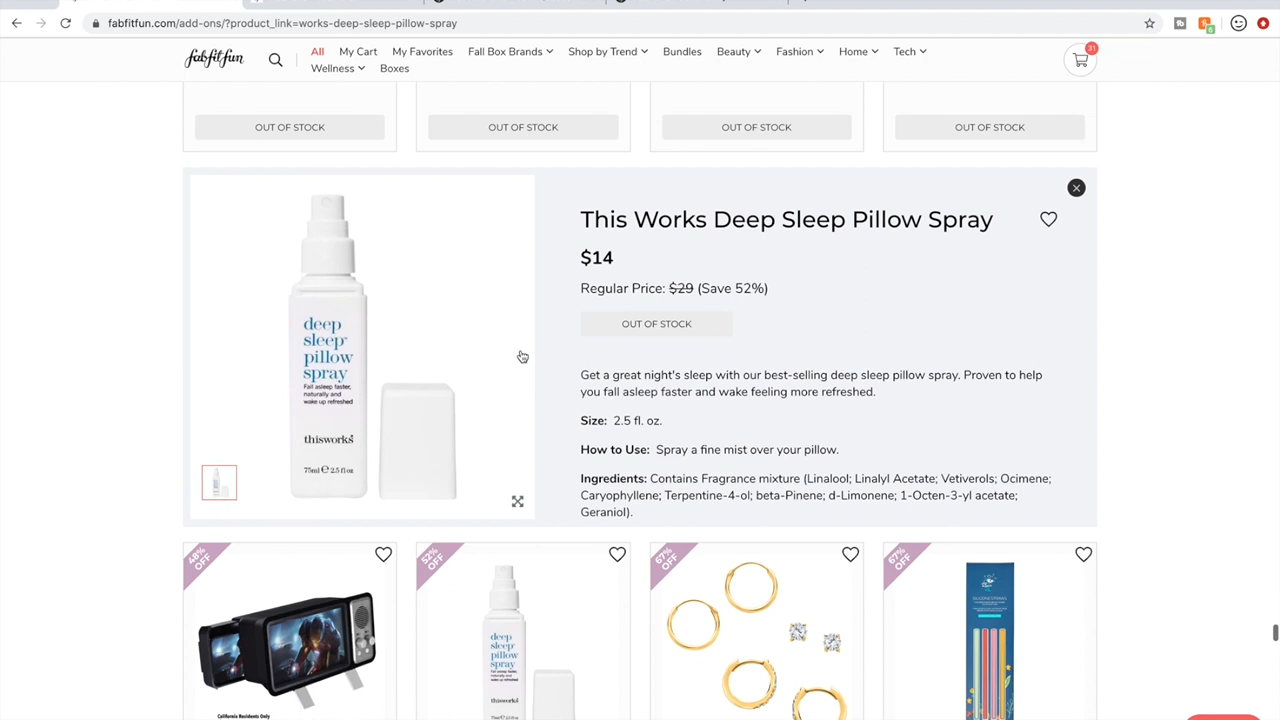 fabfitfun.com/add-ons/?product_link=works-deep-sleep-pillow-spray
6
fabfitfun
All My Cart My Favorites Fall Box Brands Shop by Trend Bundles Beauty Fashion Home Tech
Wellness Boxes
31
OUT OF STOCK OUT OF STOCK OUT OF STOCK OUT OF STOCK
This Works Deep Sleep Pillow Spray
$14
Regular Price: $29 (Save 52%)
OUT OF STOCK
Get a great night's sleep with our best-selling deep sleep pillow spray. Proven to help
you fall asleep faster and wake feeling more refreshed.
Size: 2.5 fl. oz.
How to Use: Spray a fine mist over your pillow.
Ingredients: Contains Fragrance mixture (Linalool; Linalyl Acetate; Vetiverols; Ocimene;
Caryophyllene; Terpentine-4-ol; beta-Pinene; d-Limonene; 1-Octen-3-yl acetate;
Geraniol).
deep
sleep
pillow
spray
Fall asleep faster,
naturally and
wake up refreshed
thisworks
75ml e 2.5 fl oz
48% OFF
52% OFF
67% OFF
67% OFF
California Residents Only
deep
sleep
pillow
spray
thisworks
SILICONE STRAWS